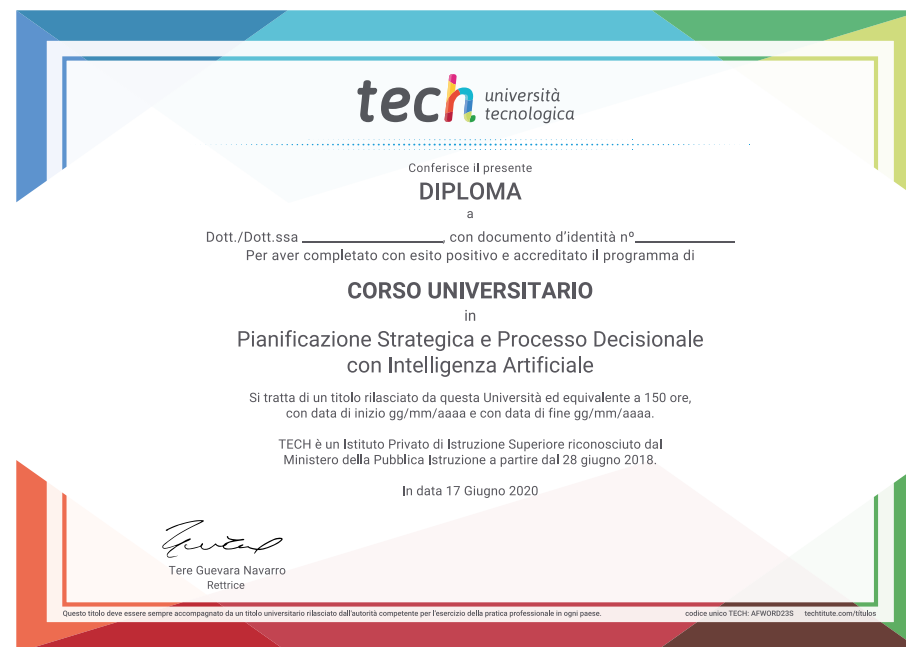 tech università
tecnologica
Conferisce il presente
DIPLOMA
a
Dott./Dott.ssa ____________________, con documento d'identità nº______________
Per aver completato con esito positivo e accreditato il programma di
CORSO UNIVERSITARIO
in
Pianificazione Strategica e Processo Decisionale
con Intelligenza Artificiale
Si tratta di un titolo rilasciato da questa Università ed equivalente a 150 ore,
con data di inizio gg/mm/aaaa e con data di fine gg/mm/aaaa.
TECH è un Istituto Privato di Istruzione Superiore riconosciuto dal
Ministero della Pubblica Istruzione a partire dal 28 giugno 2018.
In data 17 Giugno 2020
Tere Guevara Navarro
Rettrice
Questo titolo deve essere sempre accompagnato da un titolo universitario rilasciato dall'autorità competente per l'esercizio della pratica professionale in ogni paese. codice unico TECH: AFWORD23S techtitute.com/títulos